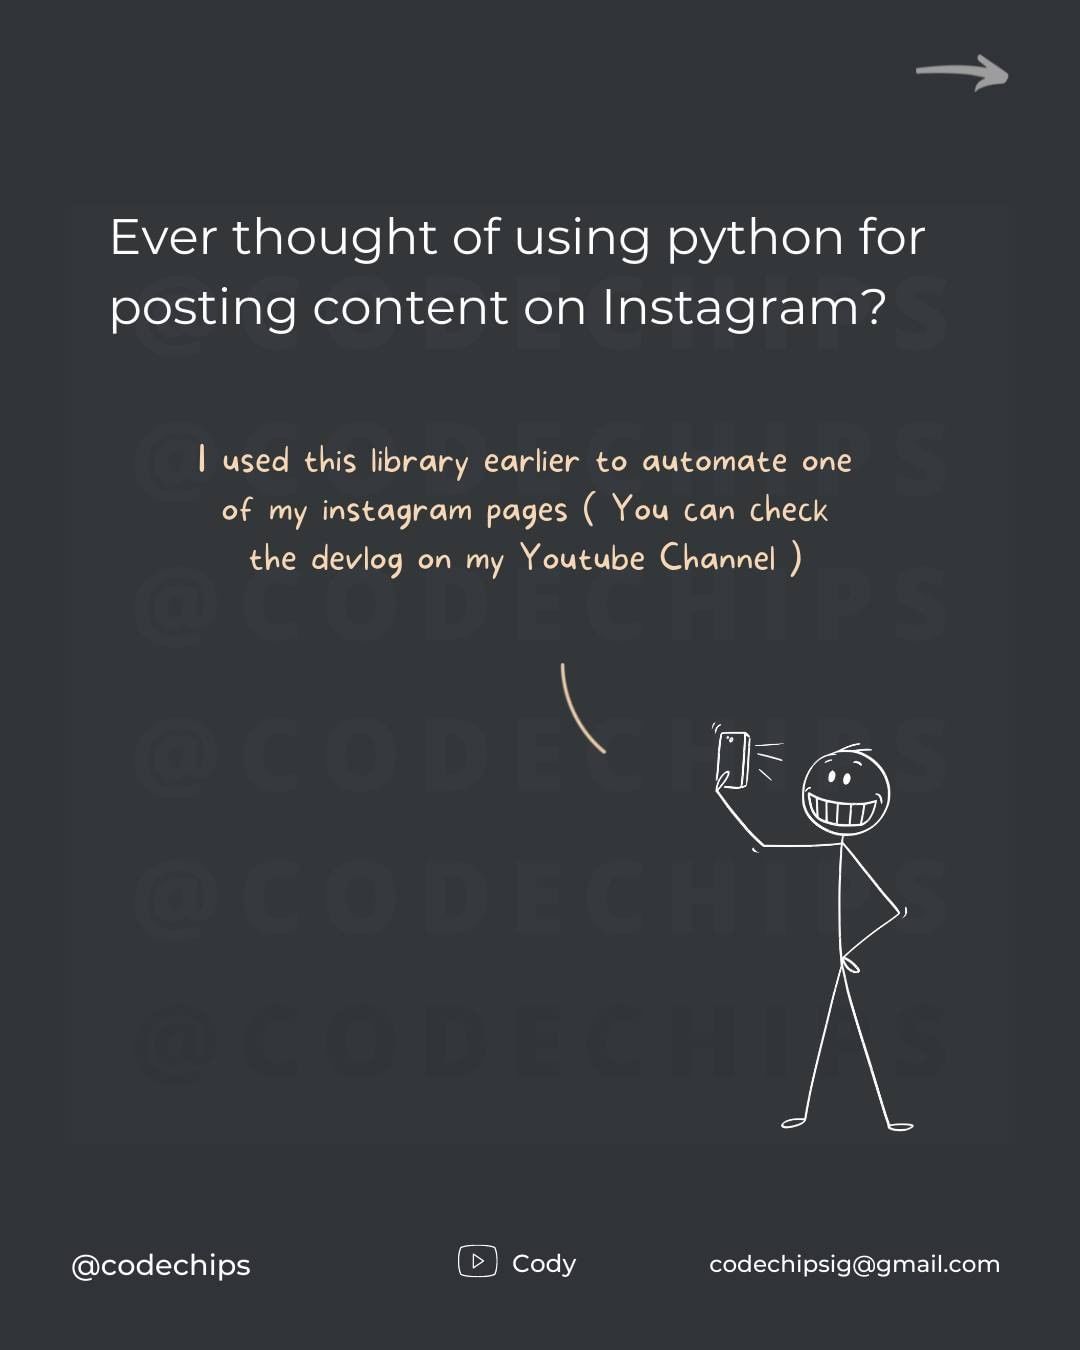 Ever thought of using python for
posting content on Instagram?
I used this library earlier to automate one
of my instagram pages ( You can check
the devlog on my Youtube Channel )
@CODECHIPS
@CODECHIPS
@CODECHIPS
@CODECHIPS
@CODECHIPS
@CODECHIPS
@codechips
Cody
codechipsig@gmail.com